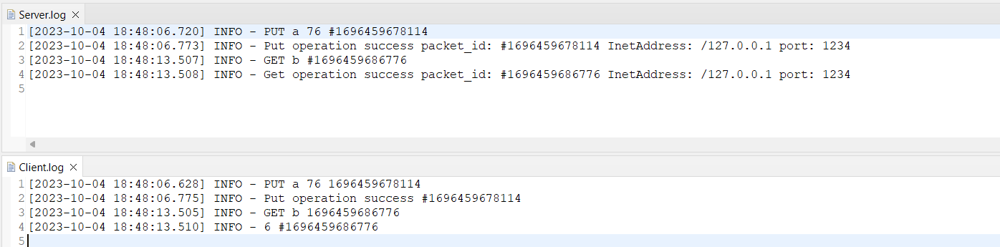 Server.log
1 [2023-10-04 18:48:06.720] INFO - PUT a 76 #1696459678114
2 [2023-10-04 18:48:06.773] INFO - Put operation success packet_id: #1696459678114 InetAddress: /127.0.0.1 port: 1234
3 [2023-10-04 18:48:13.507] INFO - GET b #1696459686776
4 [2023-10-04 18:48:13.508] INFO - Get operation success packet_id: #1696459686776 InetAddress: /127.0.0.1 port: 1234
5
Client.log
1 [2023-10-04 18:48:06.628] INFO - PUT a 76 1696459678114
2 [2023-10-04 18:48:06.775] INFO - Put operation success #1696459678114
3 [2023-10-04 18:48:13.505] INFO - GET b 1696459686776
4 [2023-10-04 18:48:13.510] INFO - 6 #1696459686776
5